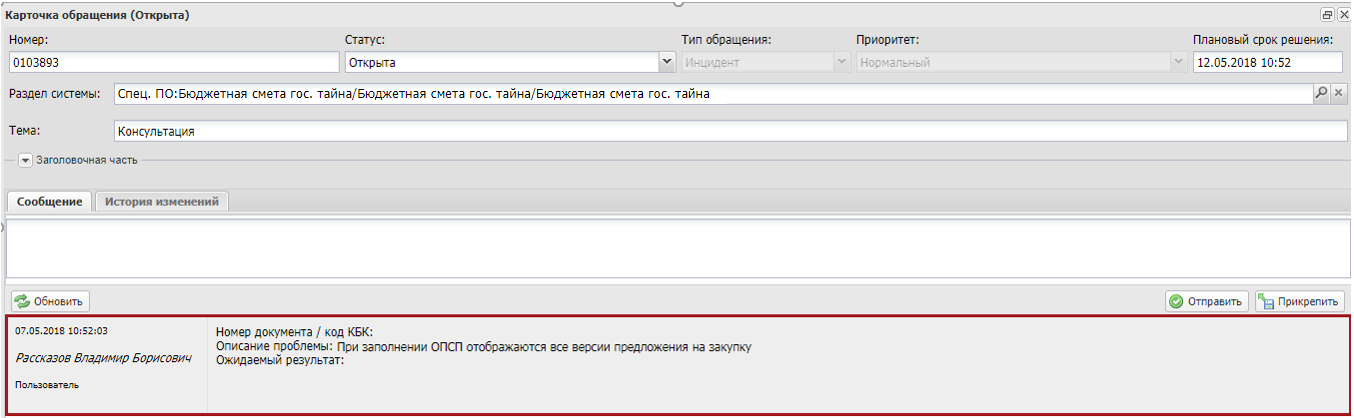 Карточка обращения (Открыта)
Номер: Статус: Тип обращения: Приоритет: Плановый срок решения:
0103893 Открыта Инцидент Нормальный 12.05.2018 10:52
Раздел системы: Спец. ПО:Бюджетная смета гос. тайна/Бюджетная смета гос. тайна/Бюджетная смета гос. тайна
Тема: Консультация
Заголовочная часть
Сообщение История изменений
Обновить Отправить Прикрепить
07.05.2018 10:52:03
Рассказов Владимир Борисович
Пользователь
Номер документа / код КБК:
Описание проблемы: При заполнении ОПСП отображаются все версии предложения на закупку
Ожидаемый результат: